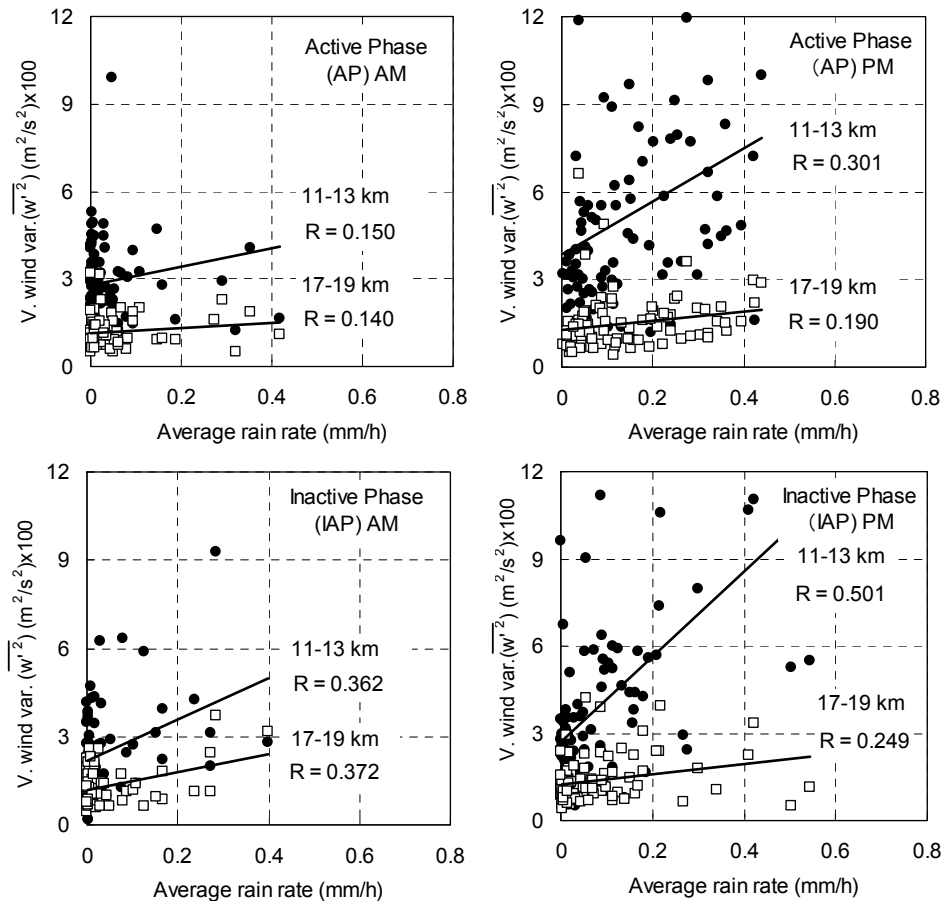 12
9
6
3
0
V. wind var.(w'²) (m²/s²)x100
Active Phase
(AP) AM
11-13 km
R = 0.150
17-19 km
R = 0.140
0 0.2 0.4 0.6 0.8
Average rain rate (mm/h)
12
9
6
3
0
V. wind var.(w'²) (m²/s²)x100
Active Phase
(AP) PM
11-13 km
R = 0.301
17-19 km
R = 0.190
0 0.2 0.4 0.6 0.8
Average rain rate (mm/h)
12
9
6
3
0
V. wind var. (w'²) (m²/s²)x100
Inactive Phase
(IAP) AM
11-13 km
R = 0.362
17-19 km
R = 0.372
0 0.2 0.4 0.6 0.8
Average rain rate (mm/h)
12
9
6
3
0
V. wind var.(w'²) (m²/s²)x100
Inactive Phase
(IAP) PM
11-13 km
R = 0.501
17-19 km
R = 0.249
0 0.2 0.4 0.6 0.8
Average rain rate (mm/h)